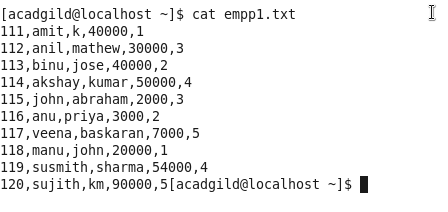 [acadgild@localhost ~]$ cat empp1.txt
111,amit,k,40000,1
112,anil,mathew,30000,3
113,binu,jose,40000,2
114,akshay,kumar,50000,4
115,john,abraham,2000,3
116,anu,priya,3000,2
117,veena,baskaran,7000,5
118,manu,john,20000,1
119,susmith,sharma,54000,4
120,sujith,km,90000,5[acadgild@localhost ~]$